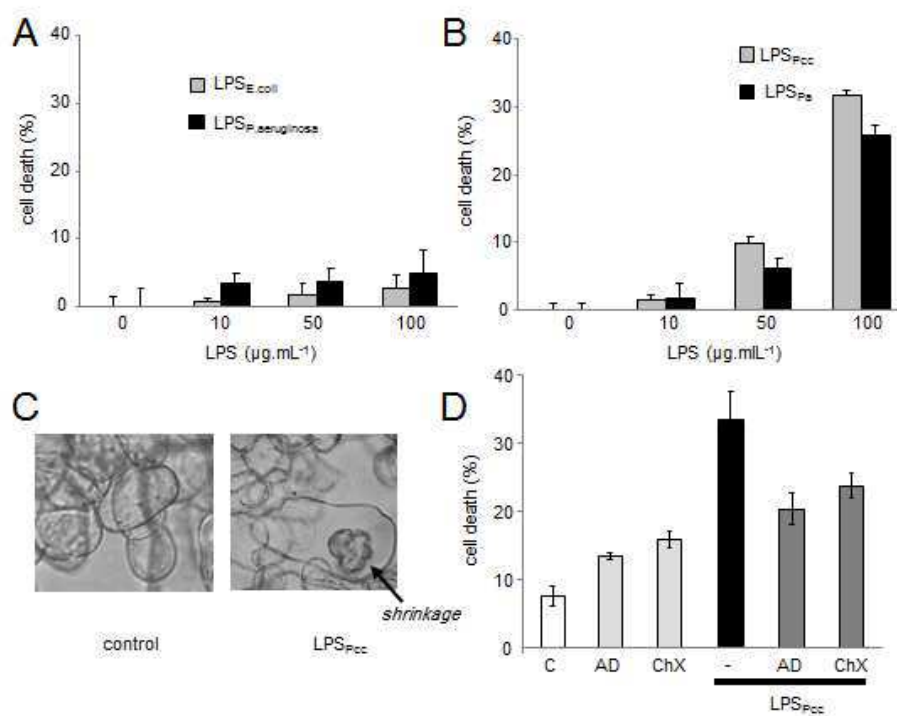 A
40
30
20
10
0
cell death (%)
LPSE.coli
LPSP.aeruginosa
0 10 50 100
LPS (µg.mL-1)
B
40
30
20
10
0
cell death (%)
LPSPcc
LPSPa
0 10 50 100
LPS (µg.mlL-1)
C
shrinkage
control LPSPcc
D
40
30
20
10
0
cell death (%)
C AD ChX - AD ChX
LPSPcc